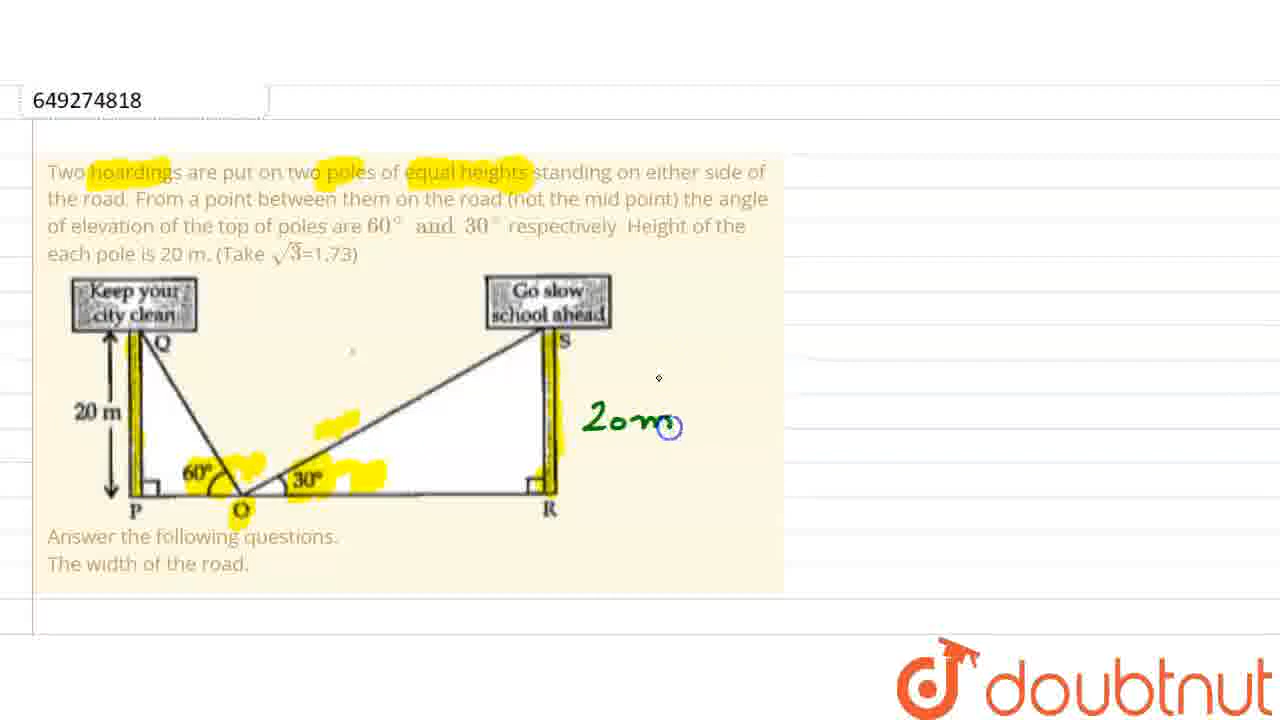 649274818
Two hoardings are put on two poles of equal heights standing on either side of
the road. From a point between them on the road (not the mid point) the angle
of elevation of the top of poles are 60° and 30° respectively. Height of the
each pole is 20 m. (Take √3=1.73)
Keep your
city clean
Go slow
school ahead
Q
S
20 m
20m
60°
30°
P
O
R
Answer the following questions.
The width of the road.
doubtnut